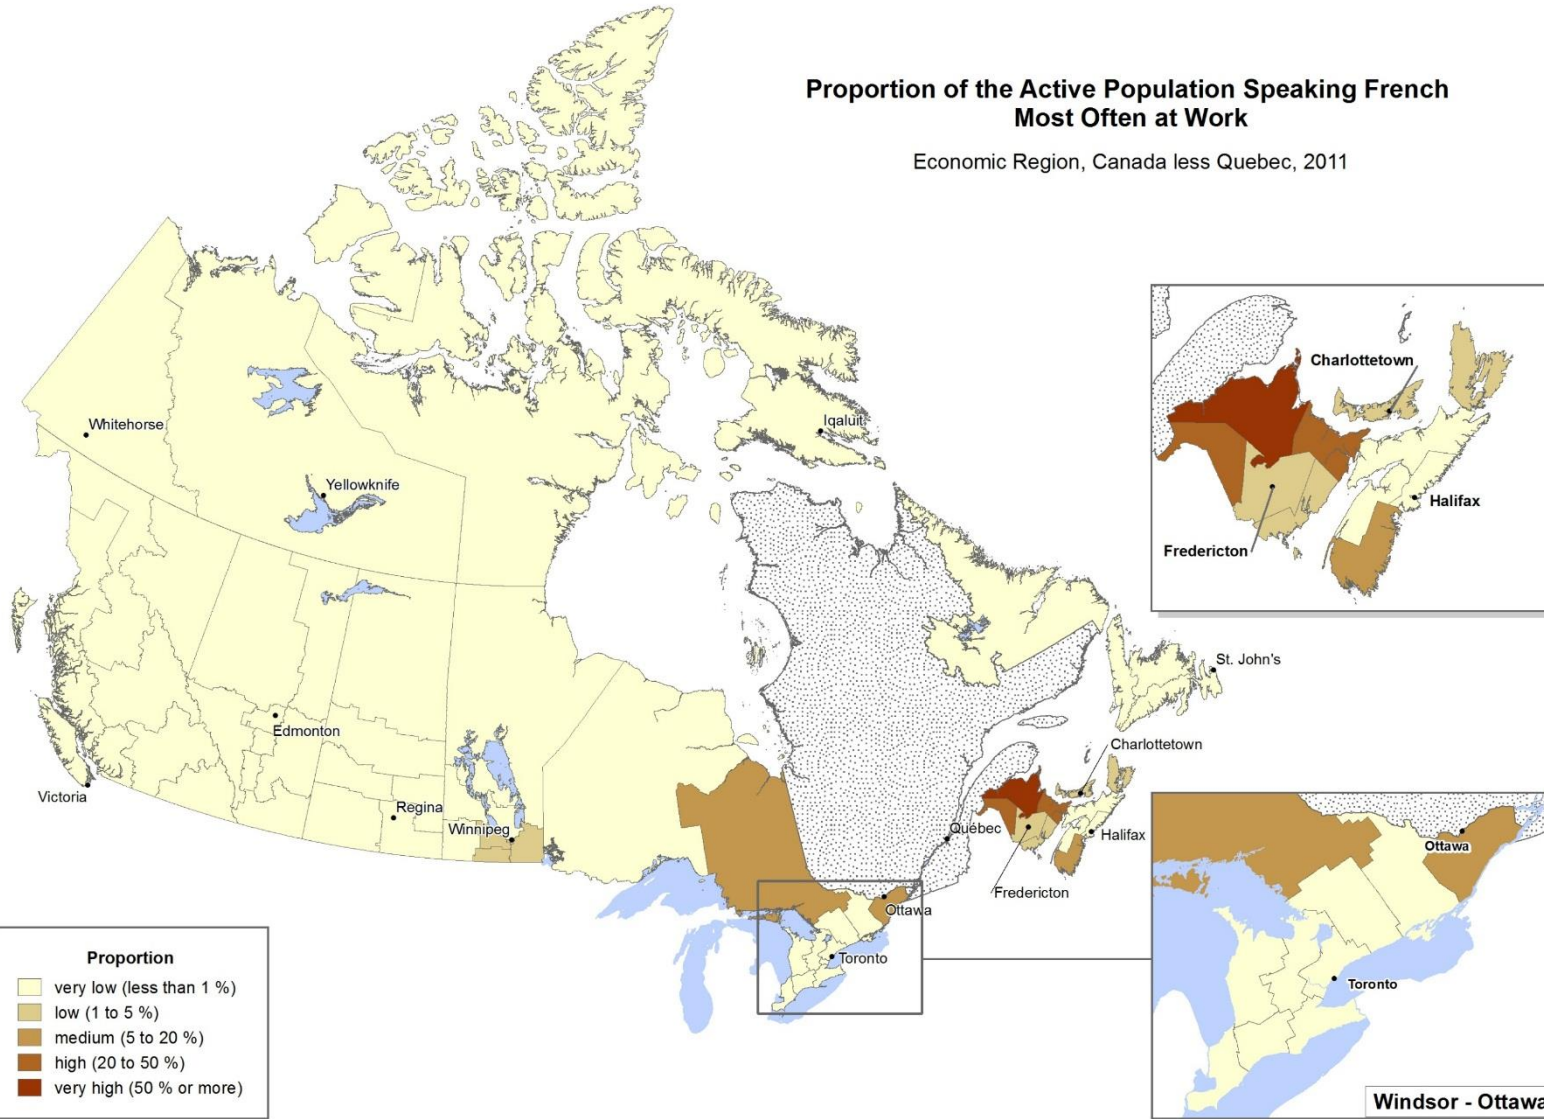 Proportion of the Active Population Speaking French
Most Often at Work
Economic Region, Canada less Quebec, 2011
Charlottetown
Halifax
Fredericton
Whitehorse
Iqaluit
Yellowknife
St. John's
Edmonton
Charlottetown
Victoria
Regina
Winnipeg
Québec
Halifax
Fredericton
Ottawa
Toronto
Ottawa
Toronto
Windsor - Ottawa
Proportion
very low (less than 1 %)
low (1 to 5 %)
medium (5 to 20 %)
high (20 to 50 %)
very high (50 % or more)